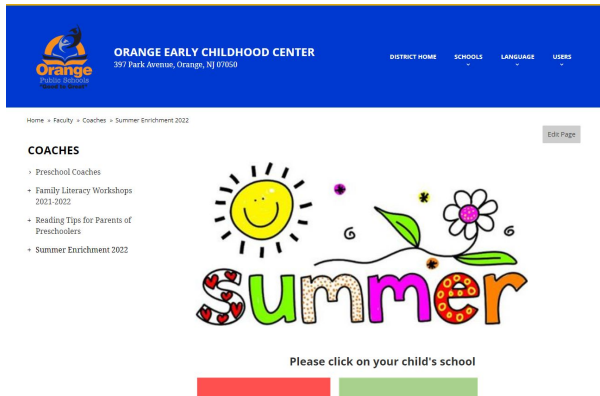 Orange
Public Schools
"Good to Great"
ORANGE EARLY CHILDHOOD CENTER
397 Park Avenue, Orange, NJ 07050
DISTRICT HOME
SCHOOLS
LANGUAGE
USERS
Home » Faculty » Coaches » Summer Enrichment 2022
Edit Page
COACHES
Preschool Coaches
Family Literacy Workshops
2021-2022
Reading Tips for Parents of
Preschoolers
Summer Enrichment 2022
summer
Please click on your child's school